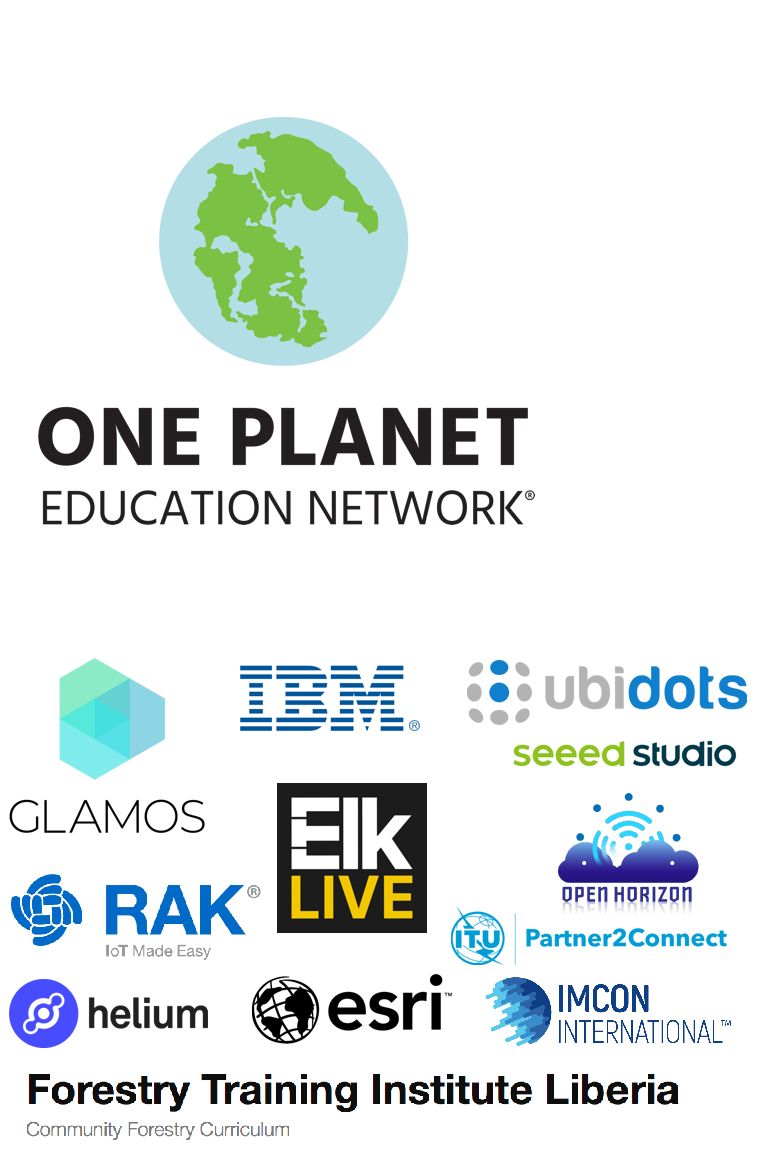 ONE PLANET
EDUCATION NETWORK®
IBM®
ubidots
seeed studio
GLAMOS
Elk
LIVE
OPEN HORIZON
RAK®
IoT Made Easy
ITU
Partner2Connect
helium
esri™
IMCON
INTERNATIONAL™
Forestry Training Institute Liberia
Community Forestry Curriculum